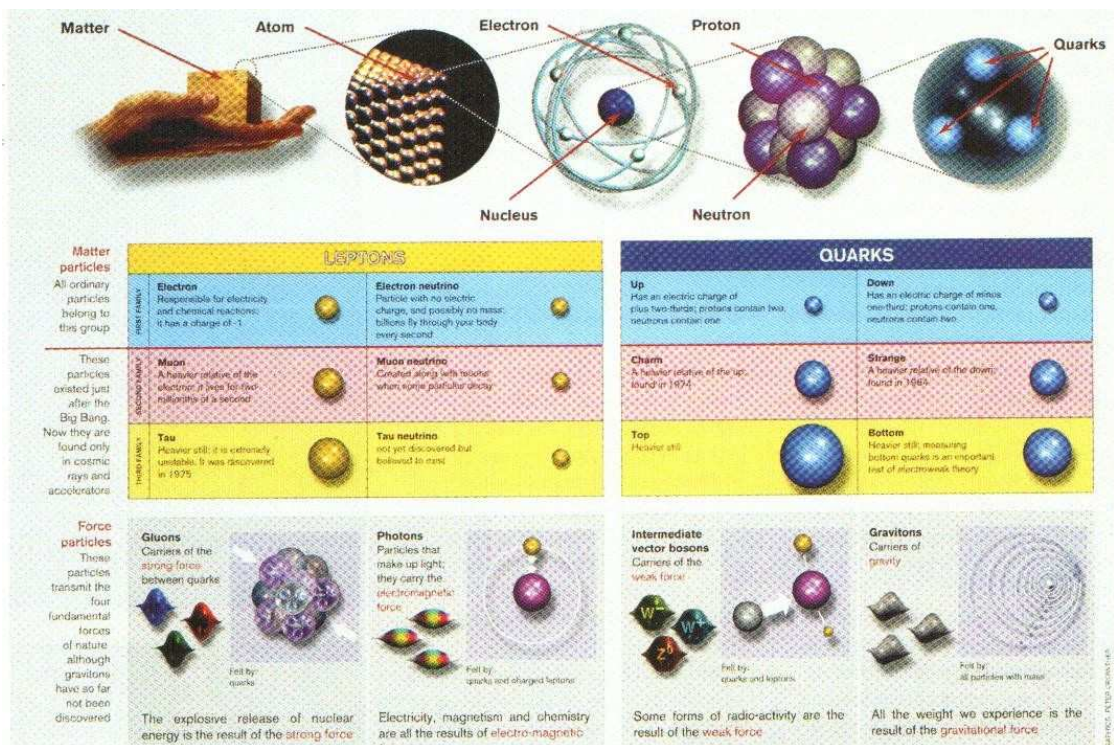 Matter
Atom
Electron
Proton
Quarks
Nucleus
Neutron
Matter
particles
All ordinary
particles
belong to
this group
These
particles
existed just
after the
Big Bang.
Now they are
found only
in cosmic
rays and
accelerators
LEPTONS
FIRST FAMILY
Electron
Responsible for electricity
and chemical reactions;
it has a charge of -1
Electron neutrino
Particle with no electric
charge, and possibly no mass;
billions fly through your body
every second
SECOND FAMILY
Muon
A heavier relative of the
electron; it lives for two-
millionths of a second
Muon neutrino
Created along with muons
when some particles decay
THIRD FAMILY
Tau
Heavier still; it is extremely
unstable. It was discovered
in 1975
Tau neutrino
not yet discovered but
believed to exist
QUARKS
Up
Has an electric charge of
plus two-thirds; protons contain two,
neutrons contain one
Down
Has an electric charge of minus
one-third; protons contain one,
neutrons contain two
Charm
A heavier relative of the up;
found in 1974
Strange
A heavier relative of the down;
found in 1964
Top
Heavier still
Bottom
Heavier still; measuring
bottom quarks is an important
test of electroweak theory
Force
particles
These
particles
transmit the
four
fundamental
forces
of nature
although
gravitons
have so far
not been
discovered
Gluons
Carriers of the
strong force
between quarks
Felt by:
quarks
The explosive release of nuclear
energy is the result of the strong force
Photons
Particles that
make up light;
they carry the
electromagnetic
force
Felt by:
quarks and charged leptons
Electricity, magnetism and chemistry
are all the results of electro-magnetic
Intermediate
vector bosons
Carriers of the
weak force
W-
W+
Felt by:
quarks and leptons
Some forms of radio-activity are the
result of the weak force
Gravitons
Carriers of
gravity
Felt by:
all particles with mass
All the weight we experience is the
result of the gravitational force